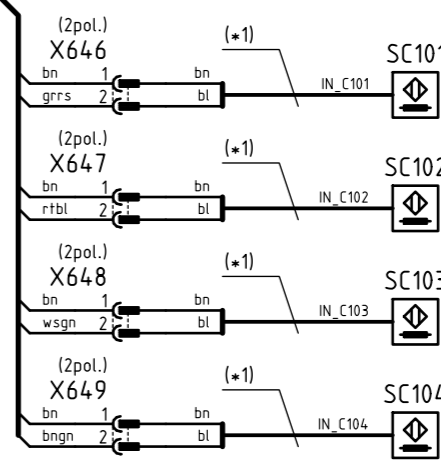 (2pol.)
X646
(*1)
SC101
bn 1 bn
IN_C101
grrs 2 bl
(2pol.)
X647
(*1)
SC102
bn 1 bn
IN_C102
rtbl 2 bl
(2pol.)
X648
(*1)
SC103
bn 1 bn
IN_C103
wsgn 2 bl
(2pol.)
X649
(*1)
SC104
bn 1 bn
IN_C104
bngn 2 bl